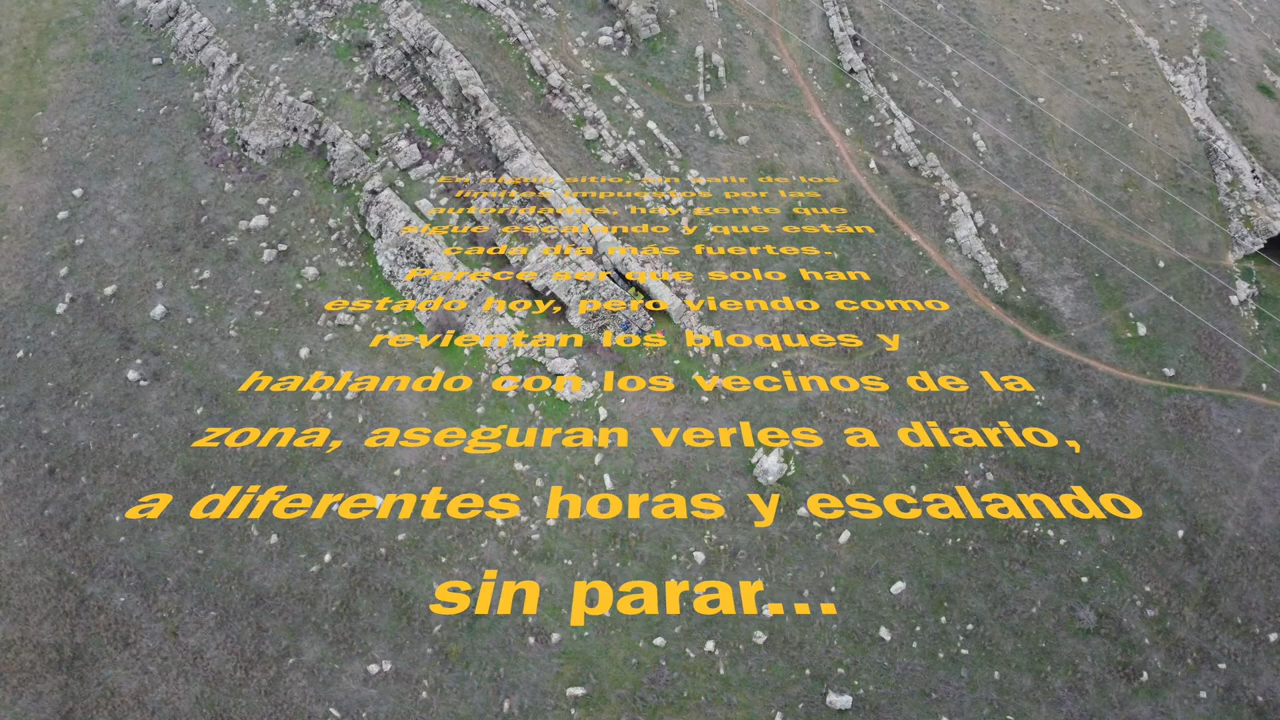 En algún sitio, sin salir de los
límites impuestos por las
autoridades, hay gente que
sigue escalando y que están
cada día más fuertes.
Parece ser que solo han
estado hoy, pero viendo como
revientan los bloques y
hablando con los vecinos de la
zona, aseguran verles a diario,
a diferentes horas y escalando
sin parar...